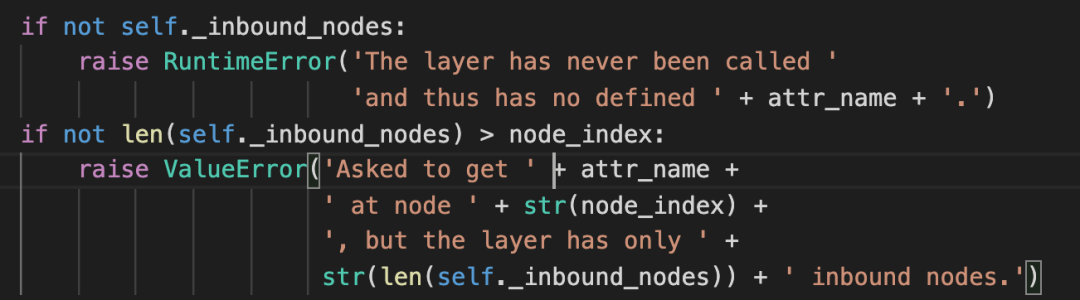 if not self._inbound_nodes:
    raise RuntimeError('The layer has never been called '
                       'and thus has no defined ' + attr_name + '.')
if not len(self._inbound_nodes) > node_index:
    raise ValueError('Asked to get ' + attr_name +
                     ' at node ' + str(node_index) +
                     ', but the layer has only ' +
                     str(len(self._inbound_nodes)) + ' inbound nodes.')